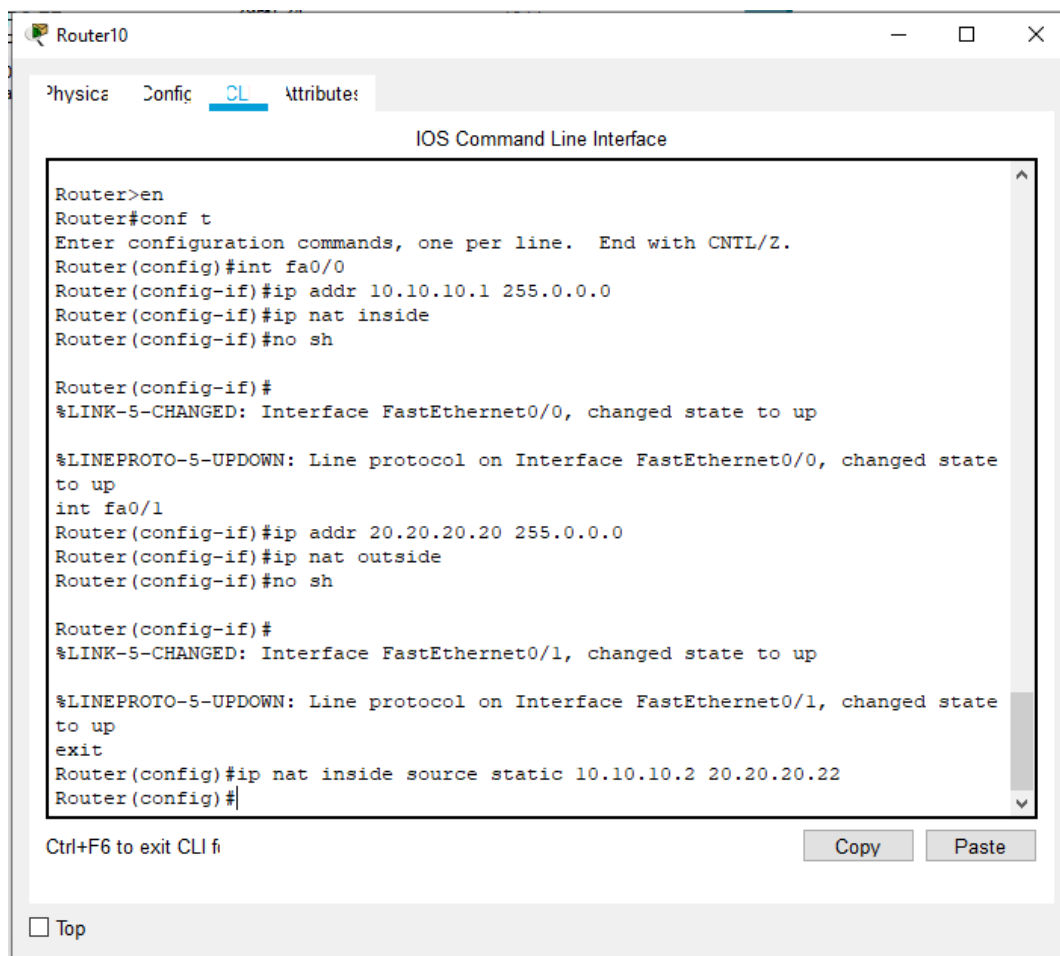 Router10
Physica Config CL Attributes
IOS Command Line Interface
Router>en
Router#conf t
Enter configuration commands, one per line.  End with CNTL/Z.
Router(config)#int fa0/0
Router(config-if)#ip addr 10.10.10.1 255.0.0.0
Router(config-if)#ip nat inside
Router(config-if)#no sh
Router(config-if)#
%LINK-5-CHANGED: Interface FastEthernet0/0, changed state to up
%LINEPROTO-5-UPDOWN: Line protocol on Interface FastEthernet0/0, changed state
to up
int fa0/1
Router(config-if)#ip addr 20.20.20.20 255.0.0.0
Router(config-if)#ip nat outside
Router(config-if)#no sh
Router(config-if)#
%LINK-5-CHANGED: Interface FastEthernet0/1, changed state to up
%LINEPROTO-5-UPDOWN: Line protocol on Interface FastEthernet0/1, changed state
to up
exit
Router(config)#ip nat inside source static 10.10.10.2 20.20.20.22
Router(config)#
Ctrl+F6 to exit CLI f
Copy Paste
Top